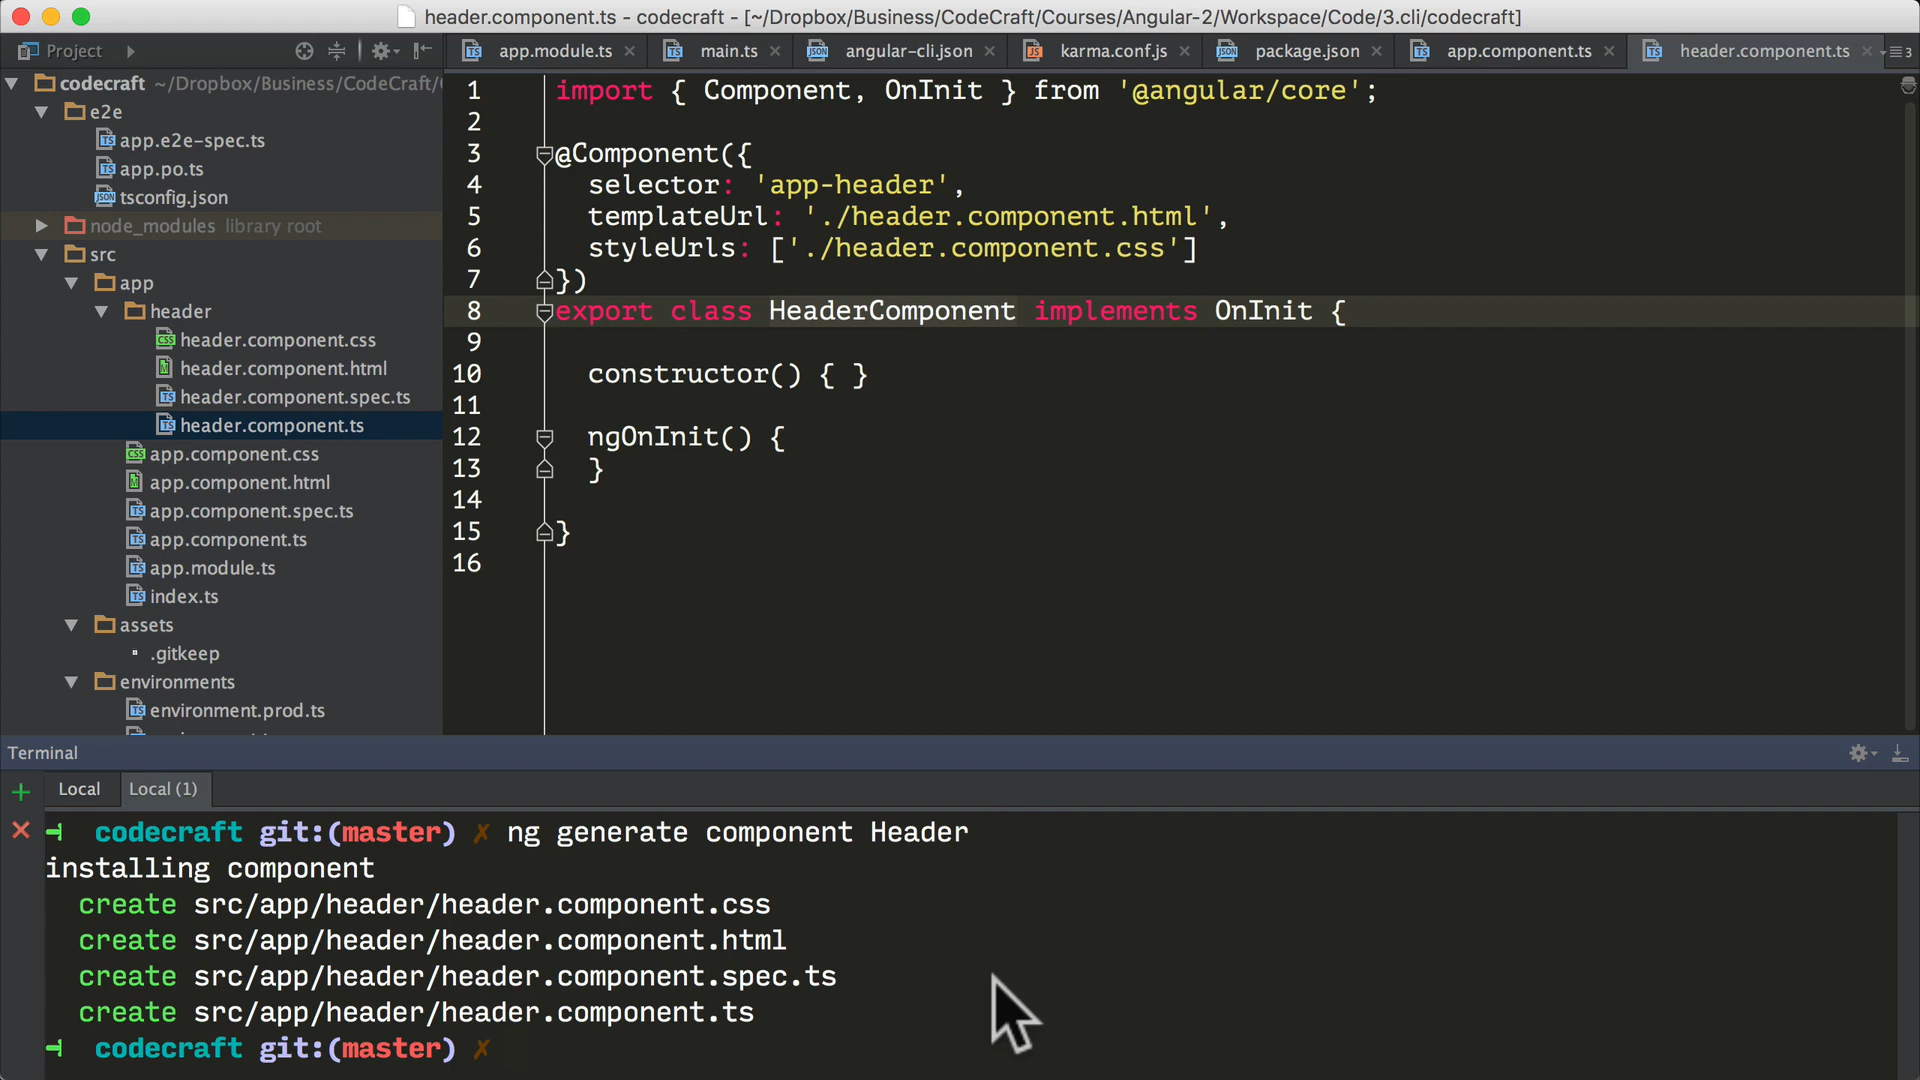 header.component.ts - codecraft - [~/Dropbox/Business/CodeCraft/Courses/Angular-2/Workspace/Code/3.cli/codecraft]
Project
app.module.ts
main.ts
angular-cli.json
karma.conf.js
package.json
app.component.ts
header.component.ts
3
codecraft ~/Dropbox/Business/CodeCraft/
e2e
app.e2e-spec.ts
app.po.ts
tsconfig.json
node_modules library root
src
app
header
header.component.css
header.component.html
header.component.spec.ts
header.component.ts
app.component.css
app.component.html
app.component.spec.ts
app.component.ts
app.module.ts
index.ts
assets
.gitkeep
environments
environment.prod.ts
1 import { Component, OnInit } from '@angular/core';
2
3 @Component({
4 selector: 'app-header',
5 templateUrl: './header.component.html',
6 styleUrls: ['./header.component.css']
7 })
8 export class HeaderComponent implements OnInit {
9
10 constructor() { }
11
12 ngOnInit() {
13 }
14
15 }
16
Terminal
Local
Local (1)
codecraft git:(master) ✗ ng generate component Header
installing component
create src/app/header/header.component.css
create src/app/header/header.component.html
create src/app/header/header.component.spec.ts
create src/app/header/header.component.ts
codecraft git:(master) ✗